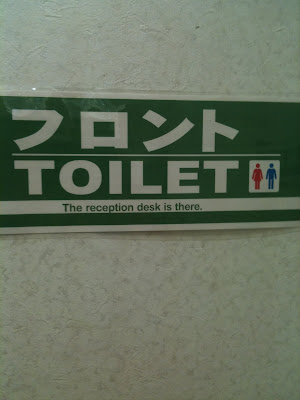 フロント
TOILET
The reception desk is there.